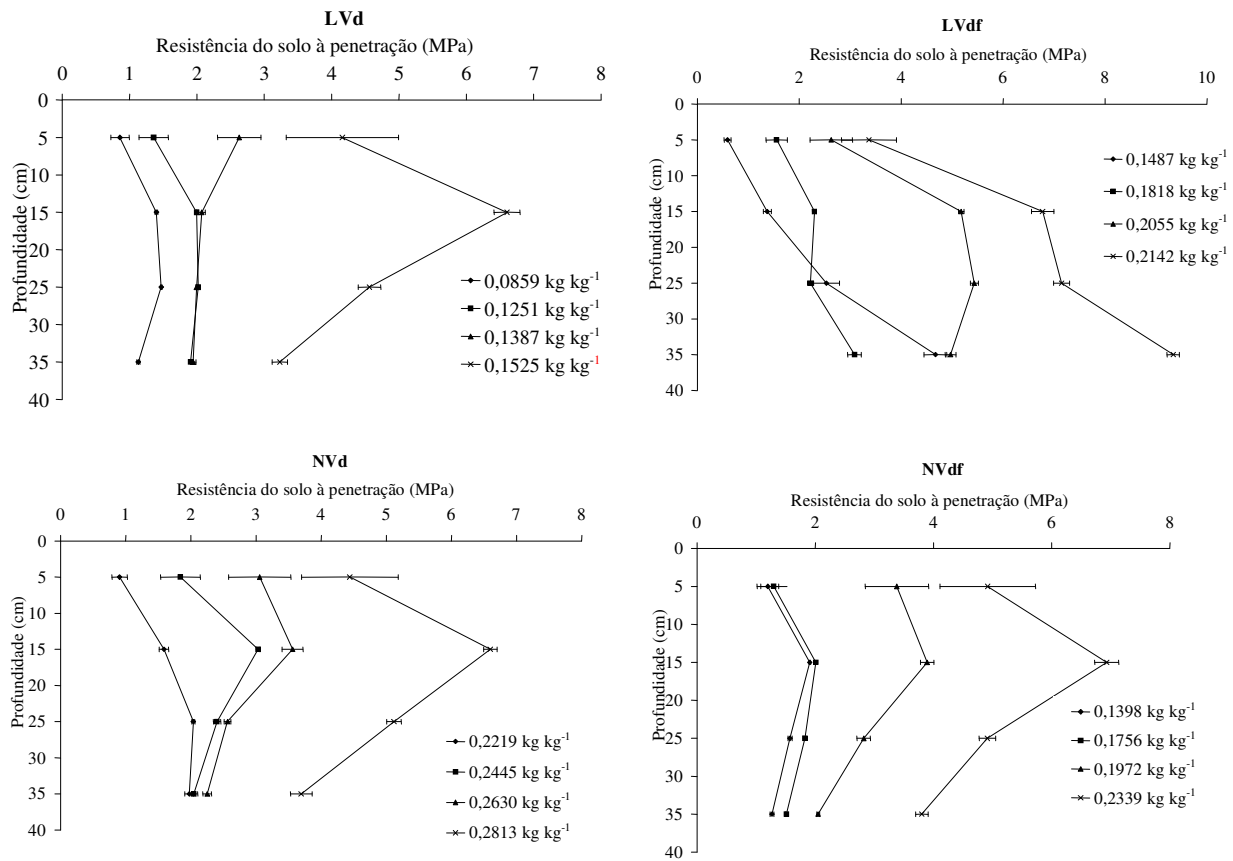 LVd
Resistência do solo à penetração (MPa)
0 1 2 3 4 5 6 7 8
0
5
10
15
20
25
30
35
40
Profundidade (cm)
0,0859 kg kg-1
0,1251 kg kg-1
0,1387 kg kg-1
0,1525 kg kg-1
LVdf
Resistência do solo à penetração (MPa)
0 2 4 6 8 10
0
5
10
15
20
25
30
35
40
Profundidade (cm)
0,1487 kg kg-1
0,1818 kg kg-1
0,2055 kg kg-1
0,2142 kg kg-1
NVd
Resistência do solo à penetração (MPa)
0 1 2 3 4 5 6 7 8
0
5
10
15
20
25
30
35
40
Profundidade (cm)
0,2219 kg kg-1
0,2445 kg kg-1
0,2630 kg kg-1
0,2813 kg kg-1
NVdf
Resistência do solo à penetração (MPa)
0 2 4 6 8
0
5
10
15
20
25
30
35
40
Profundidade (cm)
0,1398 kg kg-1
0,1756 kg kg-1
0,1972 kg kg-1
0,2339 kg kg-1